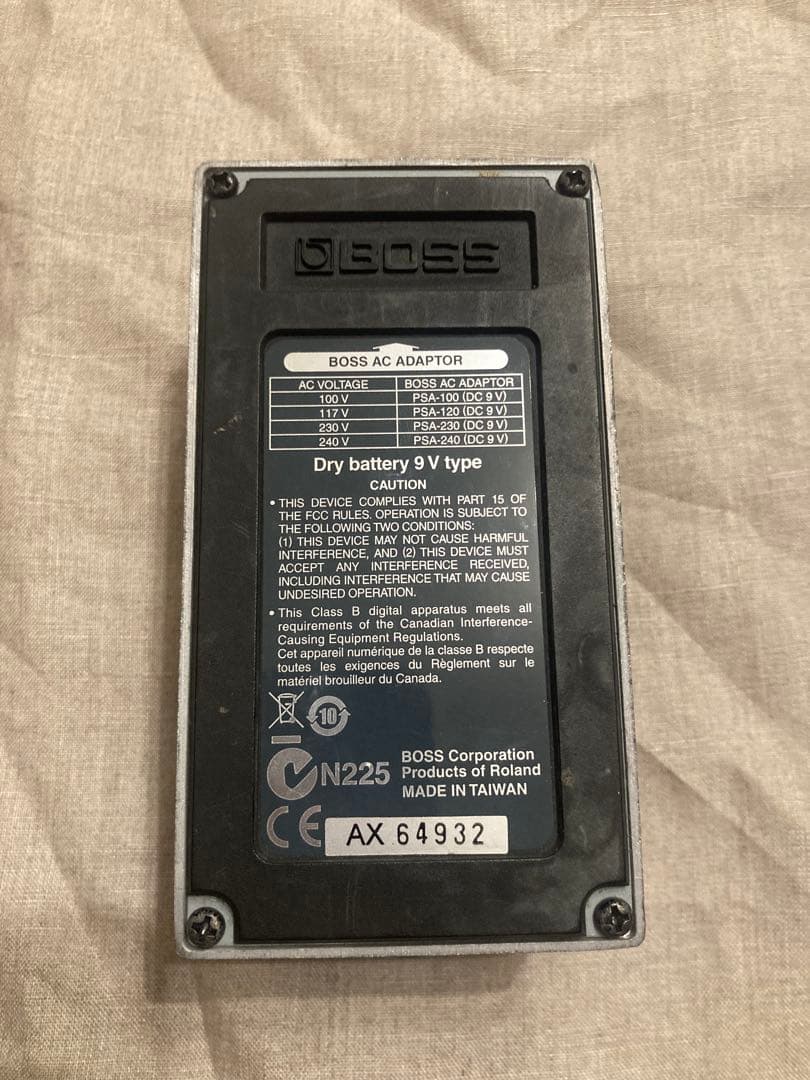 BOSS
BOSS AC ADAPTOR
AC VOLTAGE BOSS AC ADAPTOR
100 V PSA-100 (DC 9 V)
117 V PSA-120 (DC 9 V)
230 V PSA-230 (DC 9 V)
240 V PSA-240 (DC 9 V)
Dry battery 9 V type
CAUTION
• THIS DEVICE COMPLIES WITH PART 15 OF
THE FCC RULES. OPERATION IS SUBJECT TO
THE FOLLOWING TWO CONDITIONS:
(1) THIS DEVICE MAY NOT CAUSE HARMFUL
INTERFERENCE, AND (2) THIS DEVICE MUST
ACCEPT ANY INTERFERENCE RECEIVED,
INCLUDING INTERFERENCE THAT MAY CAUSE
UNDESIRED OPERATION.
• This Class B digital apparatus meets all
requirements of the Canadian Interference-
Causing Equipment Regulations.
Cet appareil numérique de la classe B respecte
toutes les exigences du Règlement sur le
matériel brouilleur du Canada.
10
N225
BOSS Corporation
Products of Roland
MADE IN TAIWAN
CE
AX 64932